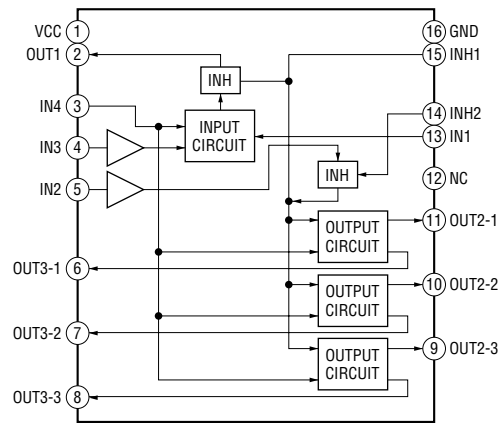 VCC 1
OUT1 2
IN4 3
IN3 4
IN2 5
OUT3-1 6
OUT3-2 7
OUT3-3 8
16 GND
15 INH1
14 INH2
13 IN1
12 NC
11 OUT2-1
10 OUT2-2
9 OUT2-3
INH
INPUT
CIRCUIT
INH
OUTPUT
CIRCUIT
OUTPUT
CIRCUIT
OUTPUT
CIRCUIT